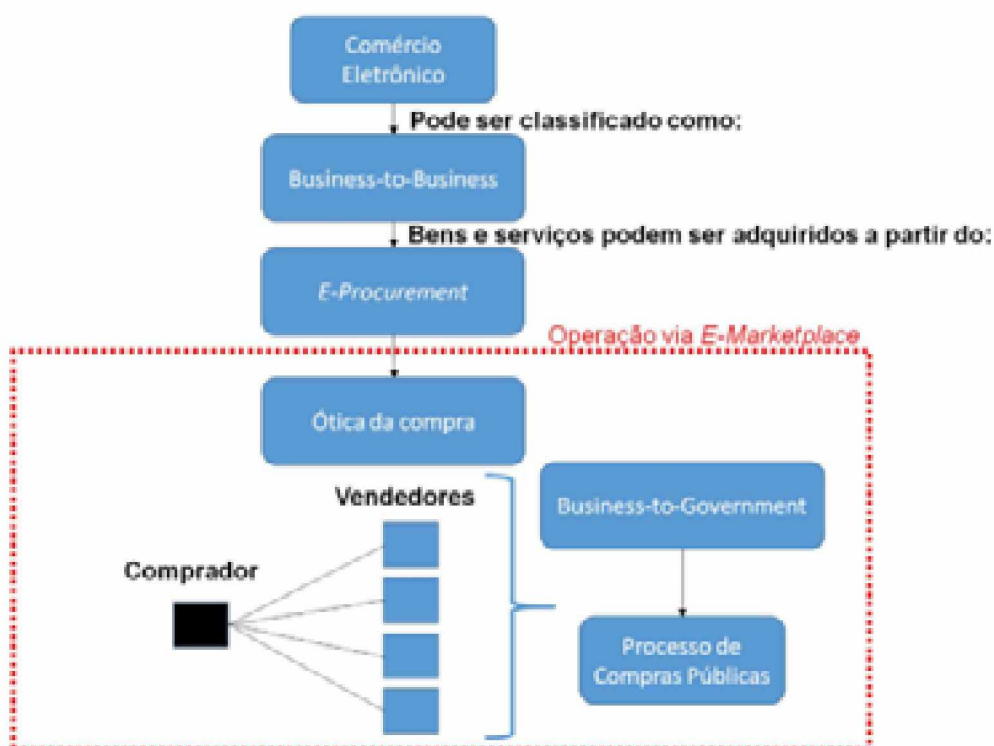 Comércio
Eletrônico
Pode ser classificado como:
Business-to-Business
Bens e serviços podem ser adquiridos a partir do:
E-Procurement
Operação via E-Marketplace
Ótica da compra
Vendedores
Business-to-Government
Comprador
Processo de
Compras Públicas